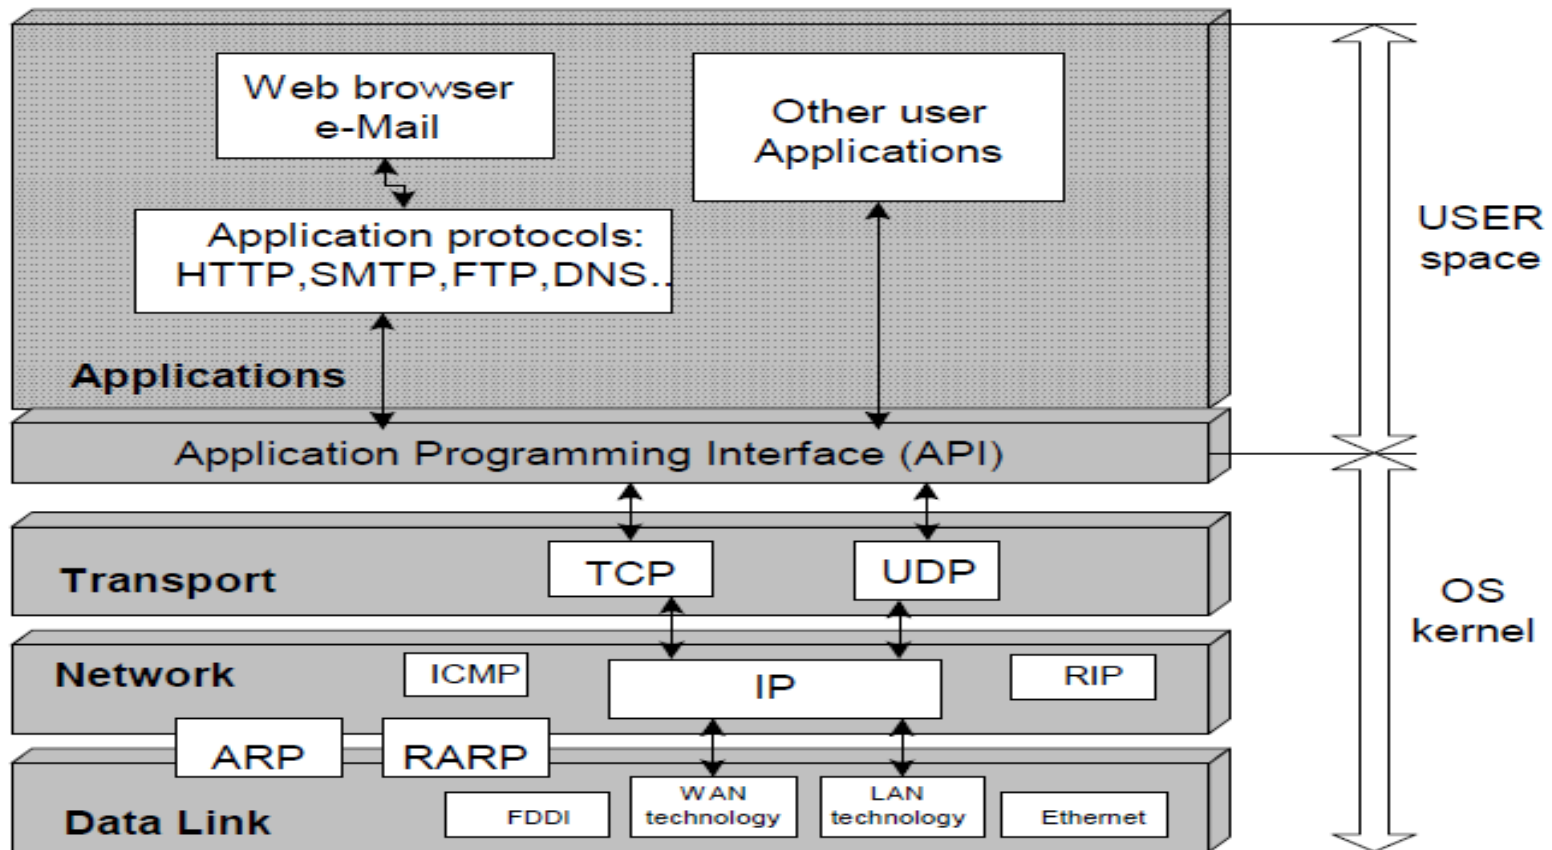 Web browser
e-Mail
Other user
Applications
Application protocols:
HTTP,SMTP,FTP,DNS..
Applications
USER
space
Application Programming Interface (API)
Transport
TCP
UDP
OS
kernel
Network
ICMP
IP
RIP
ARP
RARP
Data Link
FDDI
WAN
technology
LAN
technology
Ethernet